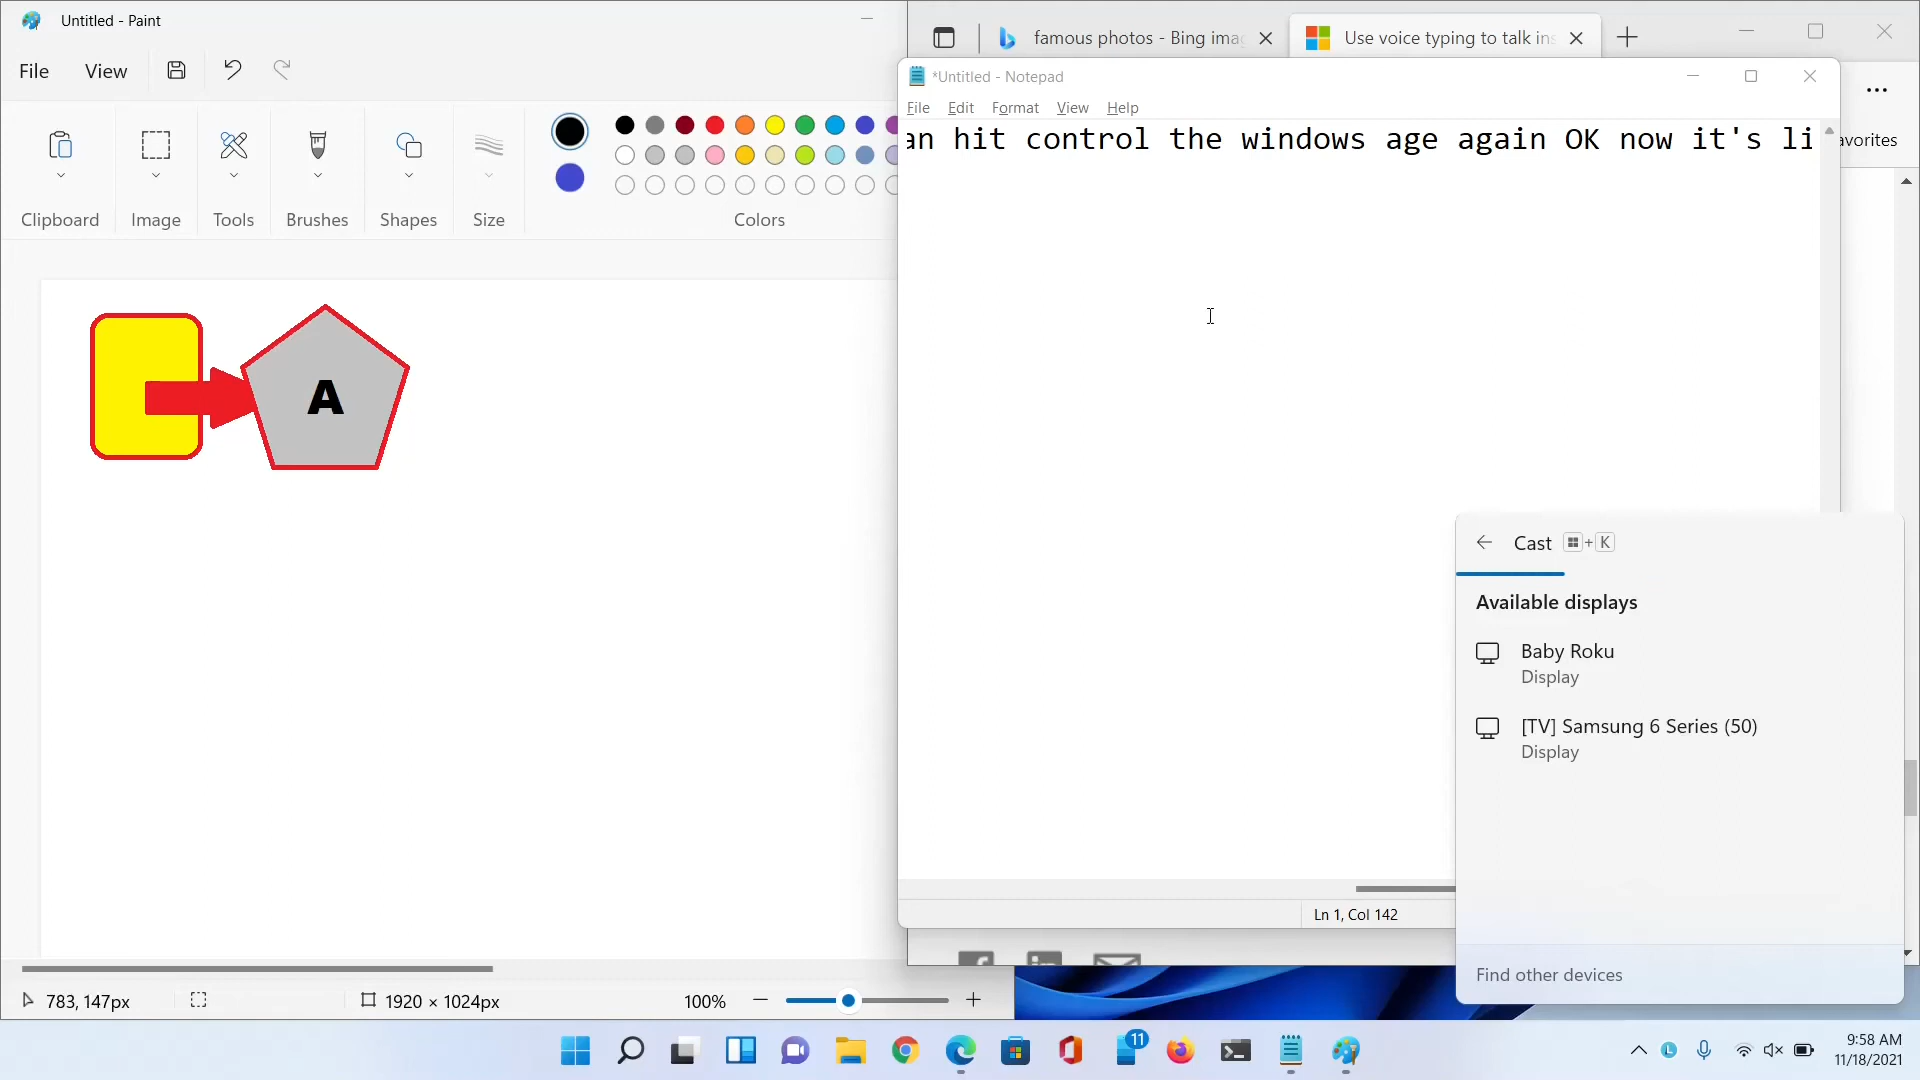 Untitled - Paint
File
View
Clipboard
Image
Tools
Brushes
Shapes
Size
Colors
A
783, 147px
1920 × 1024px
100%
famous photos - Bing ima
Use voice typing to talk ins
avorites
*Untitled - Notepad
File Edit Format View Help
an hit control the windows age again OK now it's li
Ln 1, Col 142
Cast + K
Available displays
Baby Roku
Display
[TV] Samsung 6 Series (50)
Display
Find other devices
11
9:58 AM
11/18/2021